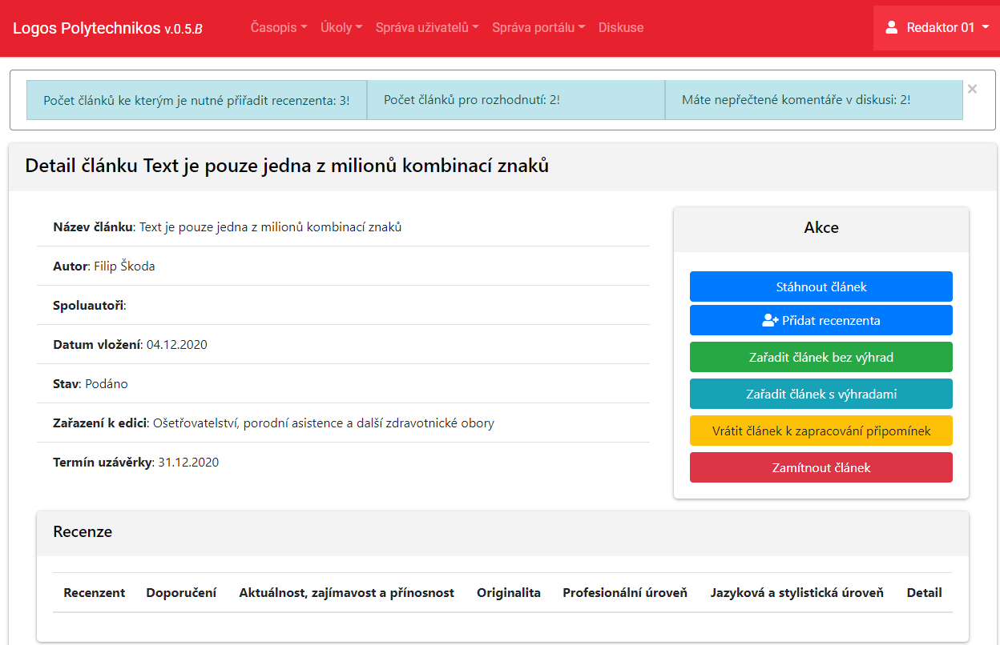 Logos Polytechnikos v.0.5.B
Časopis Úkoly Správa uživatelů Správa portálu Diskuse
Redaktor 01
Počet článků ke kterým je nutné přiřadit recenzenta: 3!
Počet článků pro rozhodnutí: 2!
Máte nepřečtené komentáře v diskusi: 2!
×
Detail článku Text je pouze jedna z milionů kombinací znaků
Název článku: Text je pouze jedna z milionů kombinací znaků
Autor: Filip Škoda
Spoluautoři:
Datum vložení: 04.12.2020
Stav: Podáno
Zařazení k edici: Ošetřovatelství, porodní asistence a další zdravotnické obory
Termín uzávěrky: 31.12.2020
Akce
Stáhnout článek
Přidat recenzenta
Zařadit článek bez výhrad
Zařadit článek s výhradami
Vrátit článek k zapracování připomínek
Zamítnout článek
Recenze
Recenzent Doporučení Aktuálnost, zajímavost a přínosnost Originalita Profesionální úroveň Jazyková a stylistická úroveň Detail